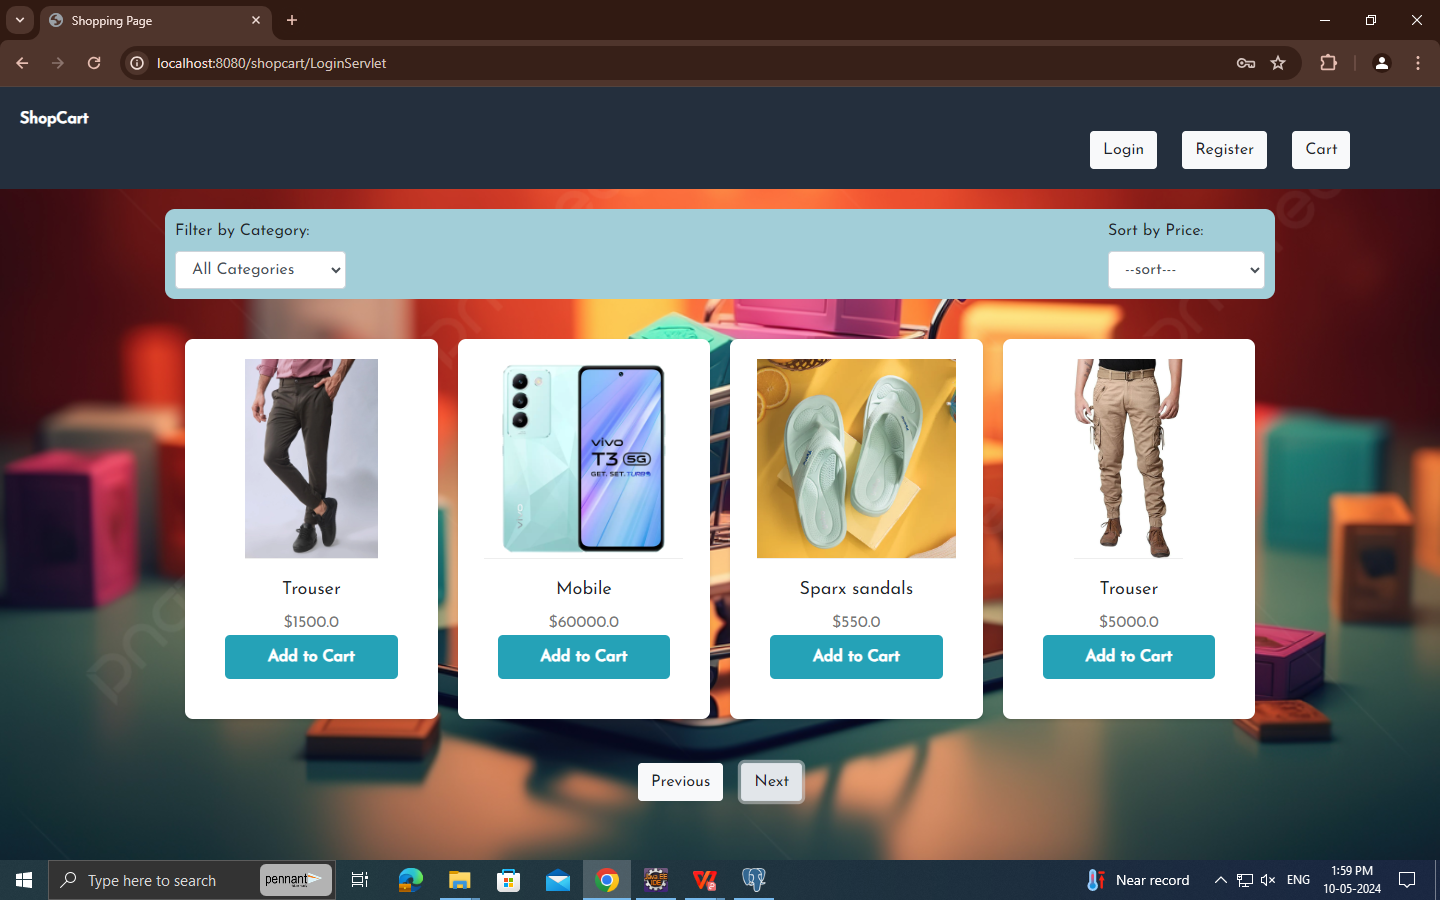 Shopping Page
localhost:8080/shopcart/LoginServlet
ShopCart
Login
Register
Cart
Filter by Category:
Sort by Price:
All Categories
--sort---
vivo
T3 5G
GET. SET. TURBO
vivo
Trouser
Mobile
Sparx sandals
Trouser
$1500.0
$60000.0
$550.0
$5000.0
Add to Cart
Add to Cart
Add to Cart
Add to Cart
Previous
Next
Type here to search
pennant
Near record
ENG
1:59 PM
10-05-2024